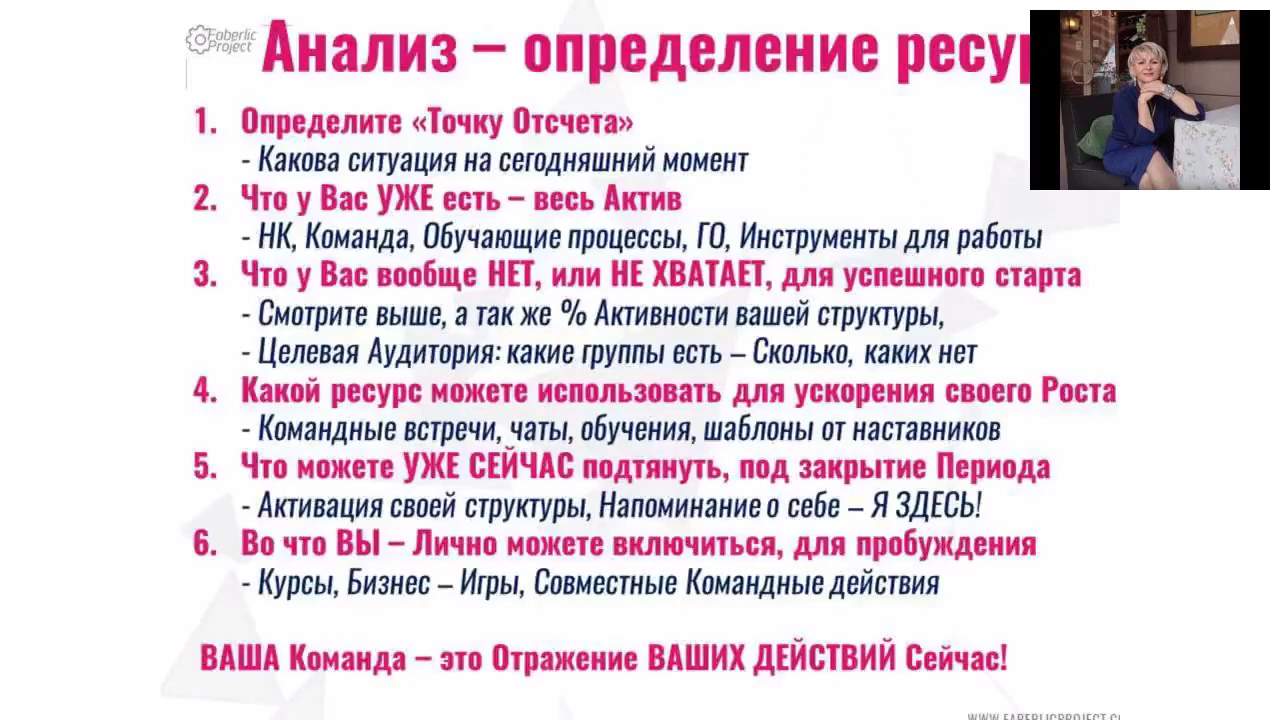 Faberlic
Project
Анализ – определение ресур
1. Определите «Точку Отсчета»
- Какова ситуация на сегодняшний момент
2. Что у Вас УЖЕ есть – весь Актив
- НК, Команда, Обучающие процессы, ГО, Инструменты для работы
3. Что у Вас вообще НЕТ, или НЕ ХВАТАЕТ, для успешного старта
- Смотрите выше, а так же % Активности вашей структуры,
- Целевая Аудитория: какие группы есть – Сколько, каких нет
4. Какой ресурс можете использовать для ускорения своего Роста
- Командные встречи, чаты, обучения, шаблоны от наставников
5. Что можете УЖЕ СЕЙЧАС подтянуть, под закрытие Периода
- Активация своей структуры, Напоминание о себе – Я ЗДЕСЬ!
6. Во что ВЫ – Лично можете включиться, для пробуждения
- Курсы, Бизнес – Игры, Совместные Командные действия
ВАША Команда – это Отражение ВАШИХ ДЕЙСТВИЙ Сейчас!